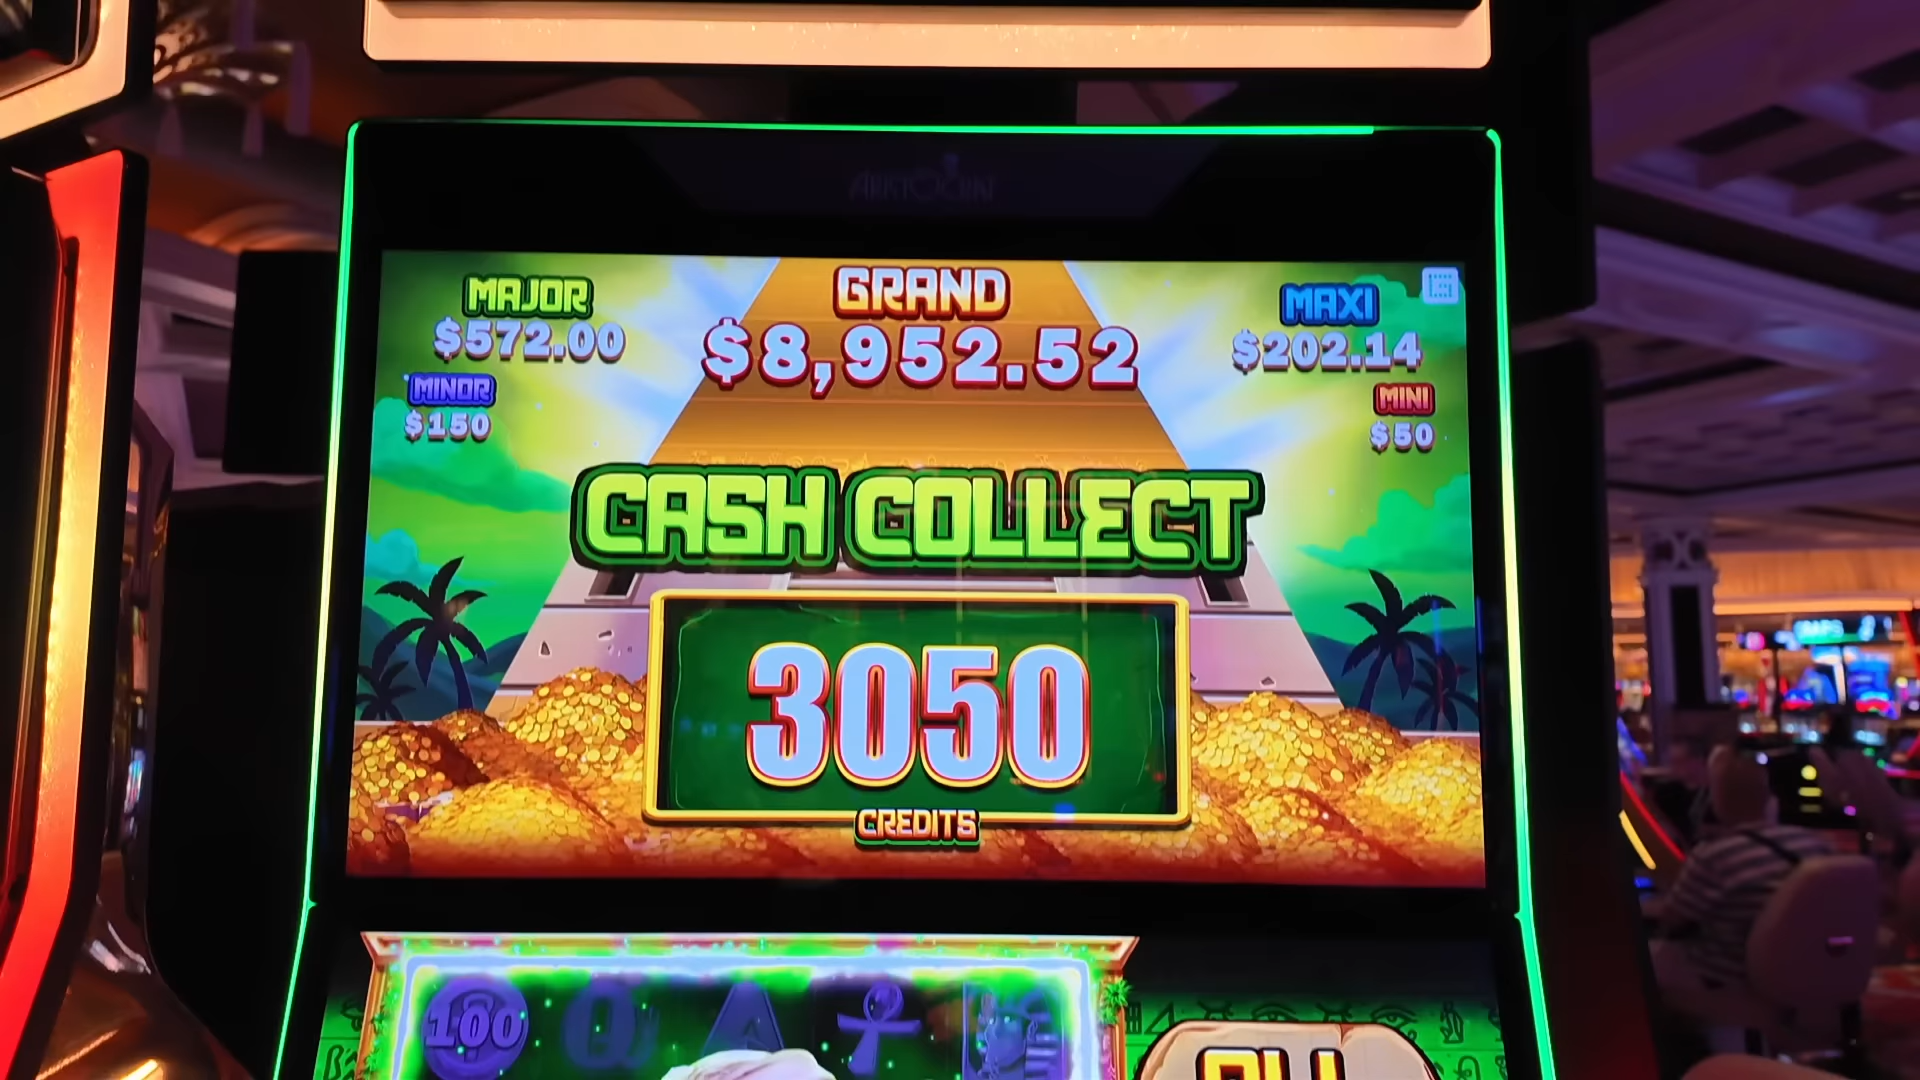 ARISTOCRAT
MAJOR
$572.00
GRAND
$8,952.52
MAXI
$202.14
MINOR
$150
MINI
$50
CASH COLLECT
3050
CREDITS
100 Q A